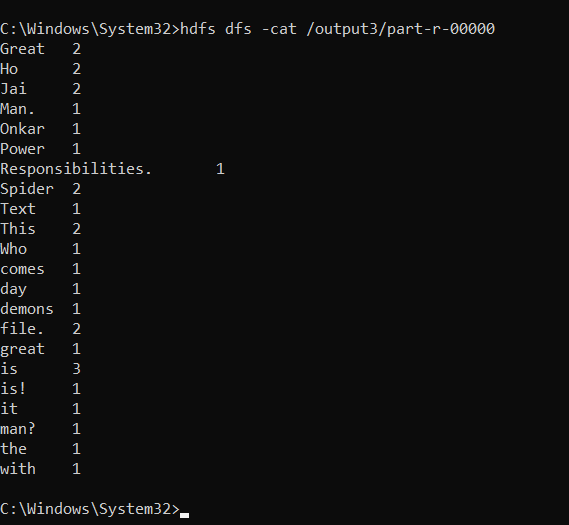 C:\Windows\System32>hdfs dfs -cat /output3/part-r-00000
Great 2
Ho 2
Jai 2
Man. 1
Onkar 1
Power 1
Responsibilities. 1
Spider 2
Text 1
This 2
Who 1
comes 1
day 1
demons 1
file. 2
great 1
is 3
is! 1
it 1
man? 1
the 1
with 1
C:\Windows\System32>